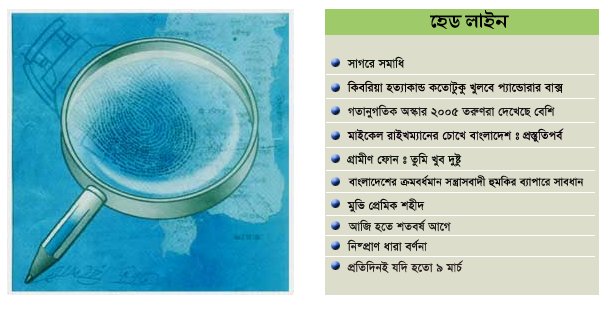 হেড লাইন
সাগরে সমাধি
কিবরিয়া হত্যাকান্ড কতোটুকু খুলবে প্যান্ডোরার বাক্স
গতানুগতিক অস্কার ২০০৫ তরুণরা দেখেছে বেশি
মাইকেল রাইখম্যানের চোখে বাংলাদেশ ঃ প্রস্তুতিপর্ব
গ্রামীণ ফোন ঃ তুমি খুব দুষ্টু
বাংলাদেশের ক্রমবর্ধমান সন্ত্রাসবাদী হুমকির ব্যাপারে সাবধান
মুভি প্রেমিক শহীদ
আজি হতে শতবর্ষ আগে
নিষ্প্রাণ ধারা বর্ণনা
প্রতিদিনই যদি হতো ৯ মার্চ